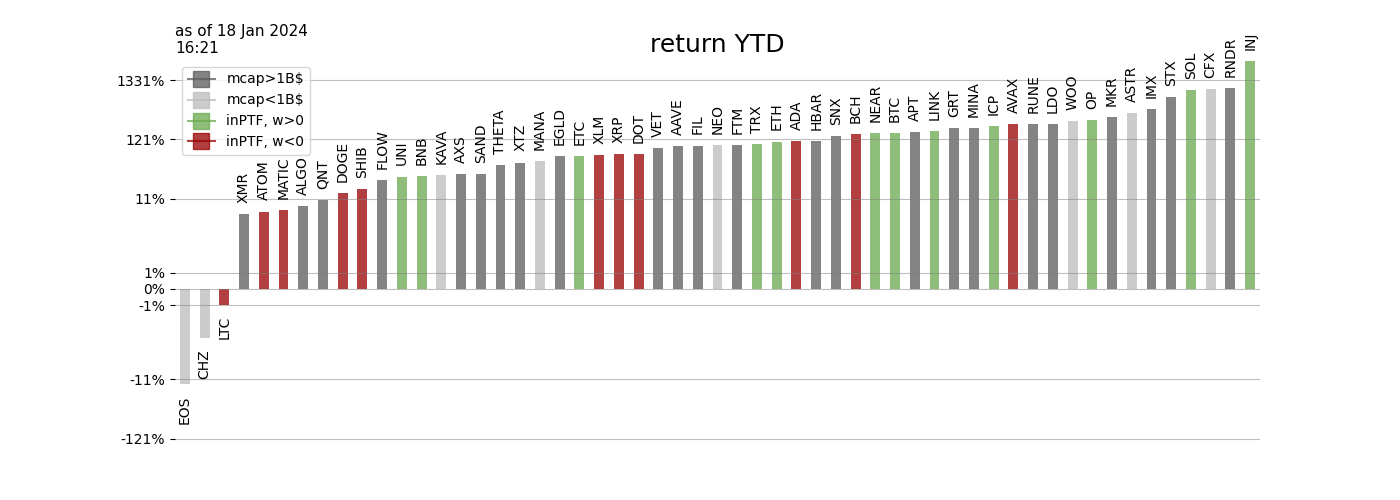 as of 18 Jan 2024
16:21
return YTD
mcap>1B$
mcap<1B$
inPTF, w>0
inPTF, w<0
1331%
121%
11%
1%
0%
-1%
-11%
-121%
EOS
CHZ
LTC
XMR
ATOM
MATIC
ALGO
QNT
DOGE
SHIB
FLOW
UNI
BNB
KAVA
AXS
SAND
THETA
XTZ
MANA
EGLD
ETC
XLM
XRP
DOT
VET
AAVE
FIL
NEO
FTM
TRX
ETH
ADA
HBAR
SNX
BCH
NEAR
BTC
APT
LINK
GRT
MINA
ICP
AVAX
RUNE
LDO
WOO
OP
MKR
ASTR
IMX
STX
SOL
CFX
RNDR
INJ